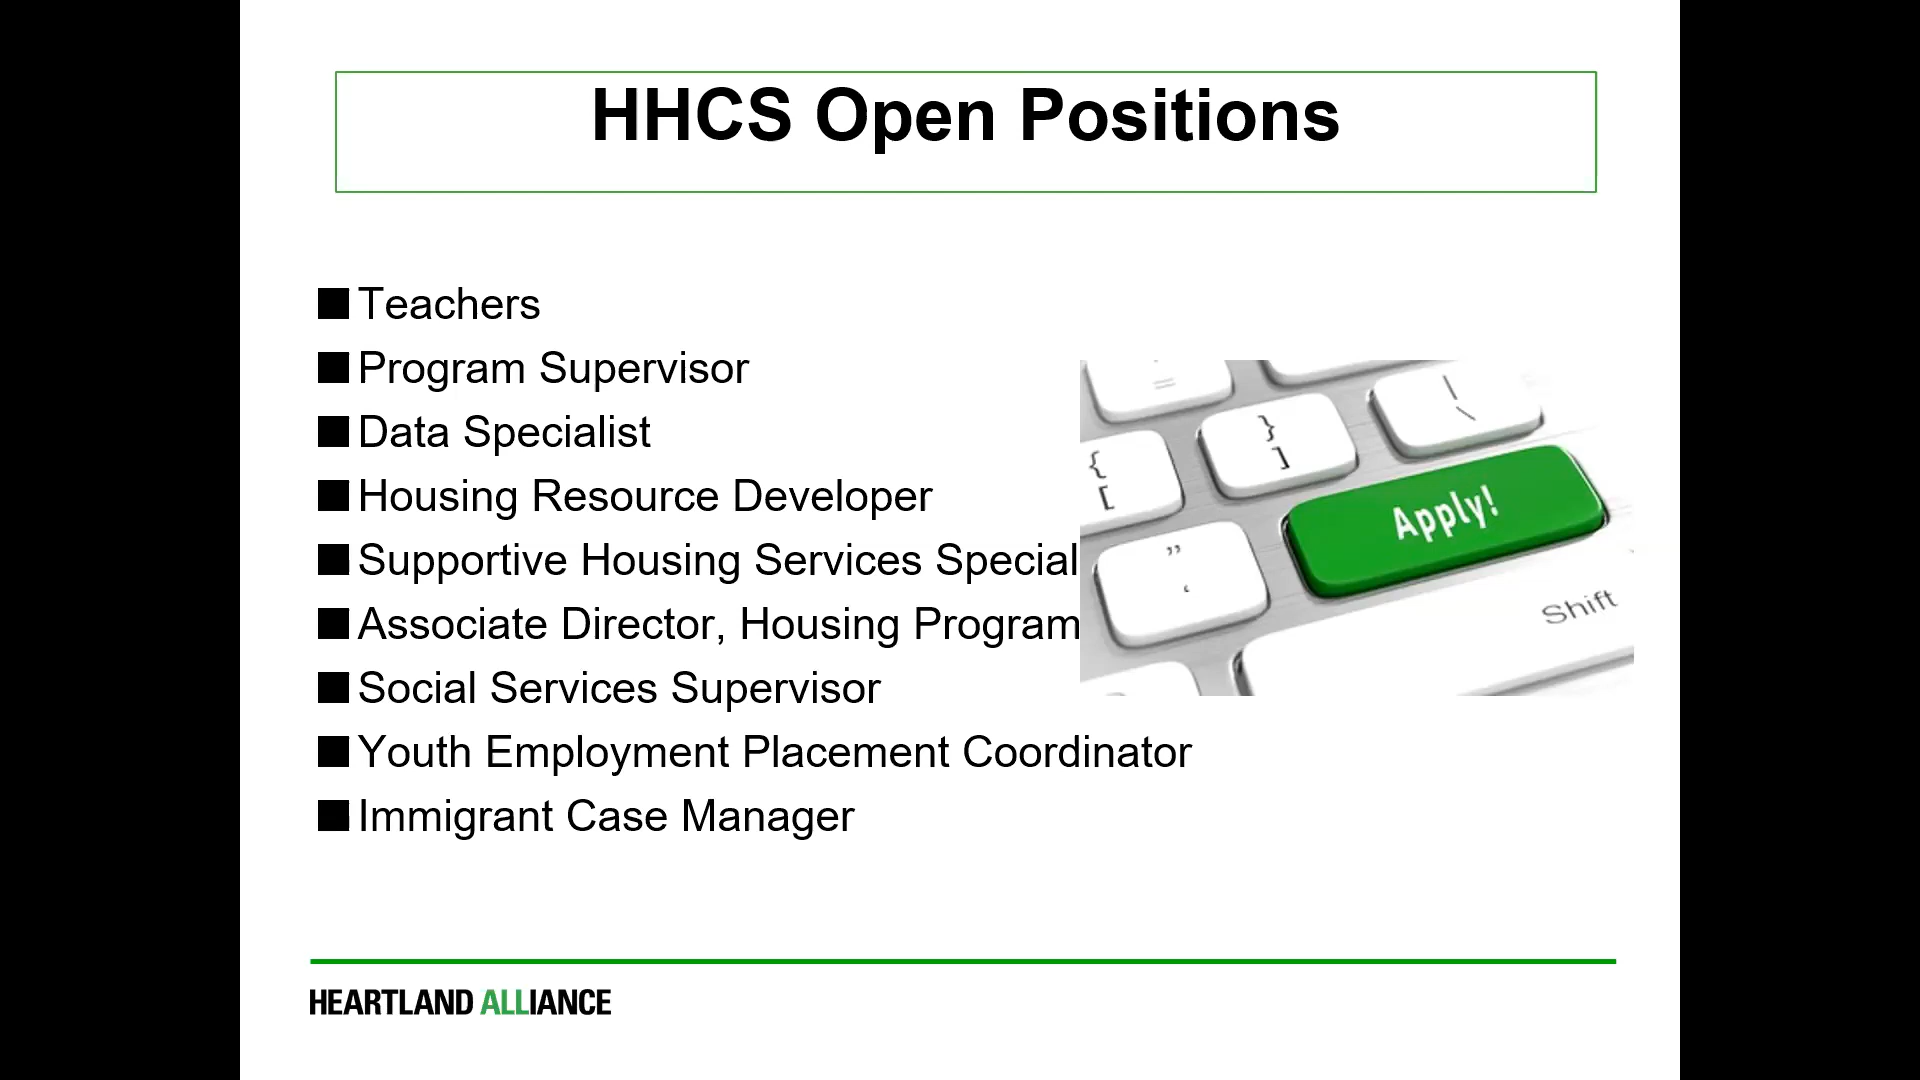 HHCS Open Positions
Teachers
Program Supervisor
Data Specialist
Housing Resource Developer
Supportive Housing Services Special
Associate Director, Housing Program
Social Services Supervisor
Youth Employment Placement Coordinator
Immigrant Case Manager
=
|
\
}
]
{
[
Apply!
”
‘
Shift
HEARTLAND ALLIANCE